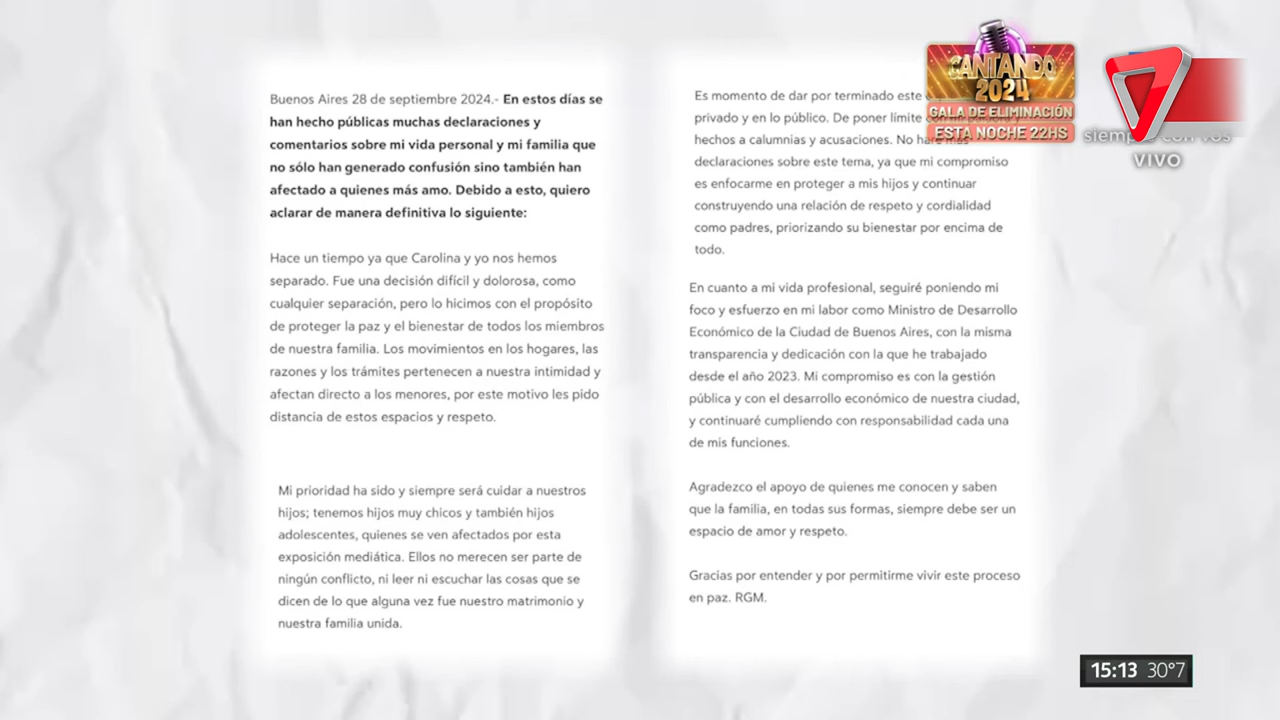 Buenos Aires 28 de septiembre 2024.- En estos días se
han hecho públicas muchas declaraciones y
comentarios sobre mi vida personal y mi familia que
no sólo han generado confusión sino también han
afectado a quienes más amo. Debido a esto, quiero
aclarar de manera definitiva lo siguiente:
Hace un tiempo ya que Carolina y yo nos hemos
separado. Fue una decisión difícil y dolorosa, como
cualquier separación, pero lo hicimos con el propósito
de proteger la paz y el bienestar de todos los miembros
de nuestra familia. Los movimientos en los hogares, las
razones y los trámites pertenecen a nuestra intimidad y
afectan directo a los menores, por este motivo les pido
distancia de estos espacios y respeto.
Mi prioridad ha sido y siempre será cuidar a nuestros
hijos; tenemos hijos muy chicos y también hijos
adolescentes, quienes se ven afectados por esta
exposición mediática. Ellos no merecen ser parte de
ningún conflicto, ni leer ni escuchar las cosas que se
dicen de lo que alguna vez fue nuestro matrimonio y
nuestra familia unida.
Es momento de dar por terminado este
privado y en lo público. De poner límite
hechos a calumnias y acusaciones. No haré más
declaraciones sobre este tema, ya que mi compromiso
es enfocarme en proteger a mis hijos y continuar
construyendo una relación de respeto y cordialidad
como padres, priorizando su bienestar por encima de
todo.
En cuanto a mi vida profesional, seguiré poniendo mi
foco y esfuerzo en mi labor como Ministro de Desarrollo
Económico de la Ciudad de Buenos Aires, con la misma
transparencia y dedicación con la que he trabajado
desde el año 2023. Mi compromiso es con la gestión
pública y con el desarrollo económico de nuestra ciudad,
y continuaré cumpliendo con responsabilidad cada una
de mis funciones.
Agradezco el apoyo de quienes me conocen y saben
que la familia, en todas sus formas, siempre debe ser un
espacio de amor y respeto.
Gracias por entender y por permitirme vivir este proceso
en paz. RGM.
CANTANDO
2024
GALA DE ELIMINACIÓN
ESTA NOCHE 22HS
siempre con vos
VIVO
15:13 30°7